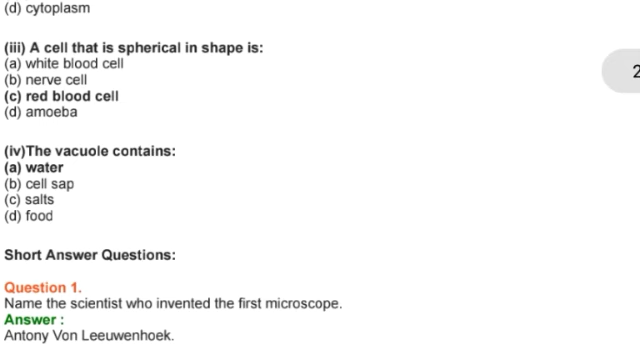 (d) cytoplasm
(iii) A cell that is spherical in shape is:
(a) white blood cell
(b) nerve cell
(c) red blood cell
(d) amoeba
(iv)The vacuole contains:
(a) water
(b) cell sap
(c) salts
(d) food
Short Answer Questions:
Question 1.
Name the scientist who invented the first microscope.
Answer :
Antony Von Leeuwenhoek.
2